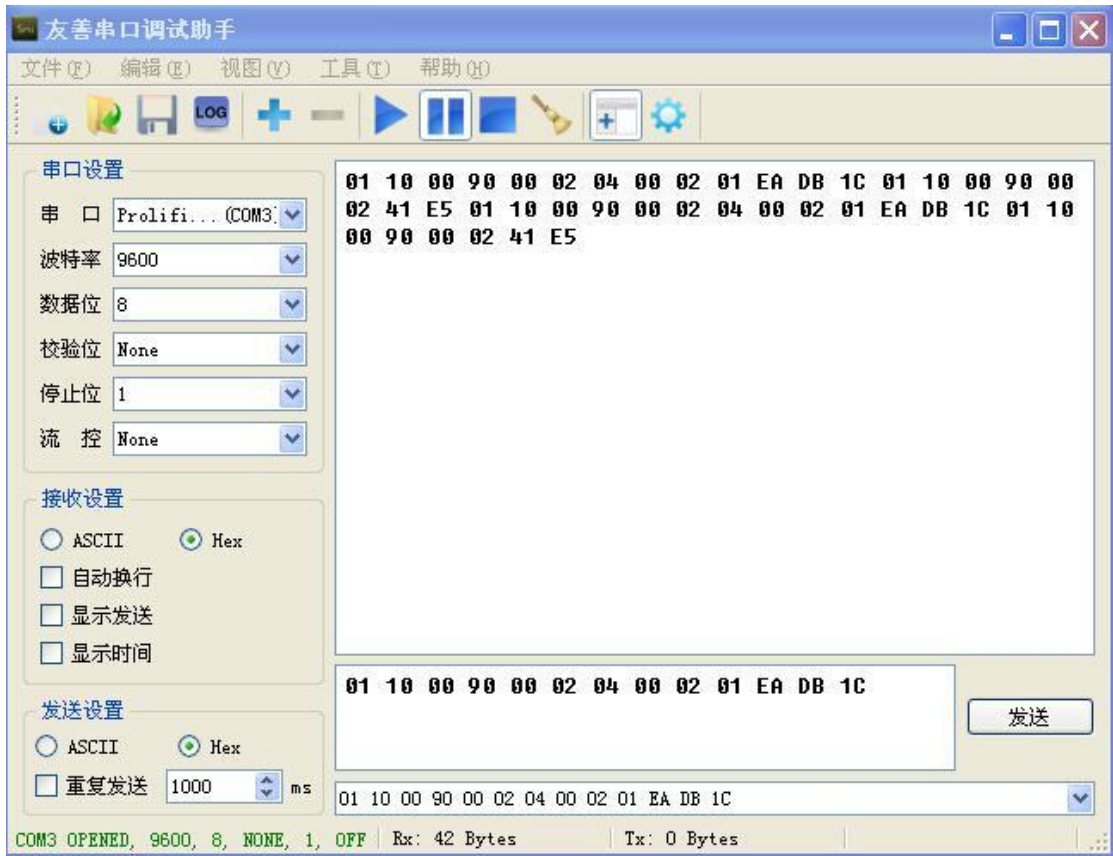 友善串口调试助手
文件(F) 编辑(E) 视图(V) 工具(T) 帮助(H)
LOG
串口设置
串 口 Prolifi...(COM3)
波特率 9600
数据位 8
校验位 None
停止位 1
流 控 None
接收设置
ASCII Hex
自动换行
显示发送
显示时间
发送设置
ASCII Hex
重复发送 1000 ms
01 10 00 90 00 02 04 00 02 01 EA DB 1C 01 10 00 90 00
02 41 E5 01 10 00 90 00 02 04 00 02 01 EA DB 1C 01 10
00 90 00 02 41 E5
01 10 00 90 00 02 04 00 02 01 EA DB 1C
发送
01 10 00 90 00 02 04 00 02 01 EA DB 1C
COM3 OPENED, 9600, 8, NONE, 1, OFF Rx: 42 Bytes Tx: 0 Bytes